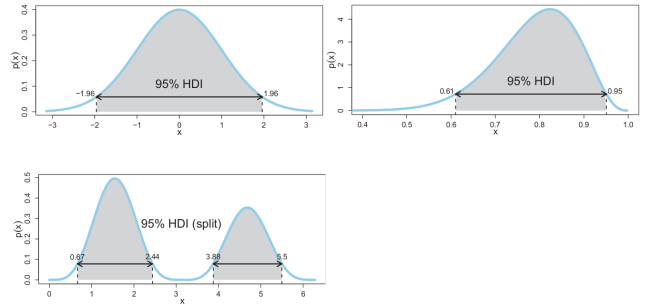 0.4
0.3
0.2
0.1
0.0
p(x)
95% HDI
−1.96
1.96
−3 −2 −1 0 1 2 3
x
4
3
2
1
0
p(x)
95% HDI
0.61
0.95
0.4 0.5 0.6 0.7 0.8 0.9 1.0
x
0.5
0.4
0.3
0.2
0.1
0.0
p(x)
95% HDI (split)
0.67
2.44
3.88
5.5
0 1 2 3 4 5 6
x